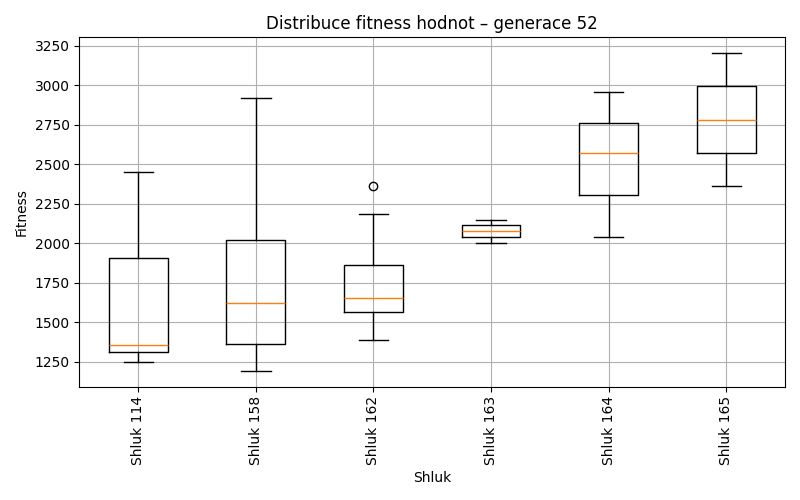 Distribuce fitness hodnot – generace 52
Fitness
3250
3000
2750
2500
2250
2000
1750
1500
1250
Shluk 114
Shluk 158
Shluk 162
Shluk 163
Shluk 164
Shluk 165
Shluk